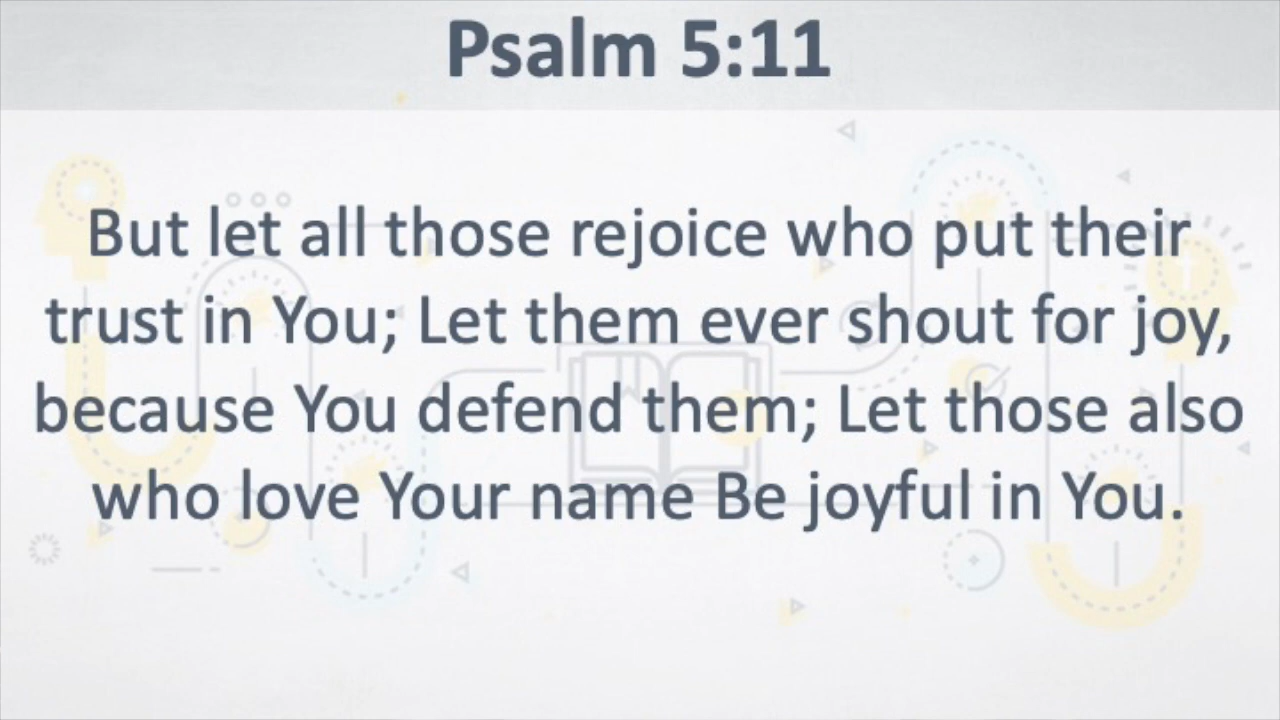 Psalm 5:11
But let all those rejoice who put their
trust in You; Let them ever shout for joy,
because You defend them; Let those also
who love Your name Be joyful in You.